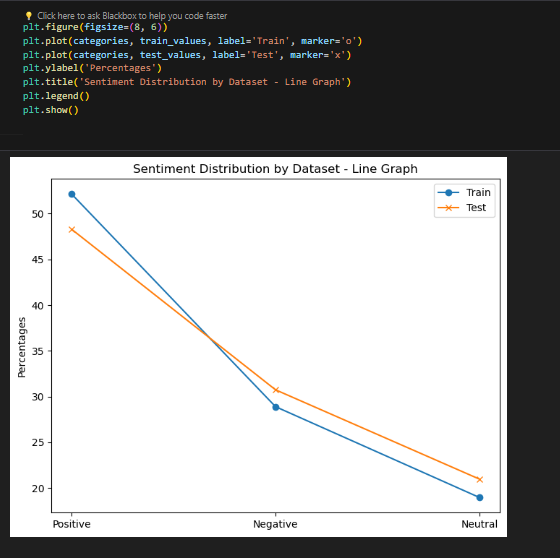 Click here to ask Blackbox to help you code faster
plt.figure(figsize=(8, 6))
plt.plot(categories, train_values, label='Train', marker='o')
plt.plot(categories, test_values, label='Test', marker='x')
plt.ylabel('Percentages')
plt.title('Sentiment Distribution by Dataset - Line Graph')
plt.legend()
plt.show()
Sentiment Distribution by Dataset - Line Graph
Train
Test
50
45
40
35
30
25
20
Percentages
Positive
Negative
Neutral